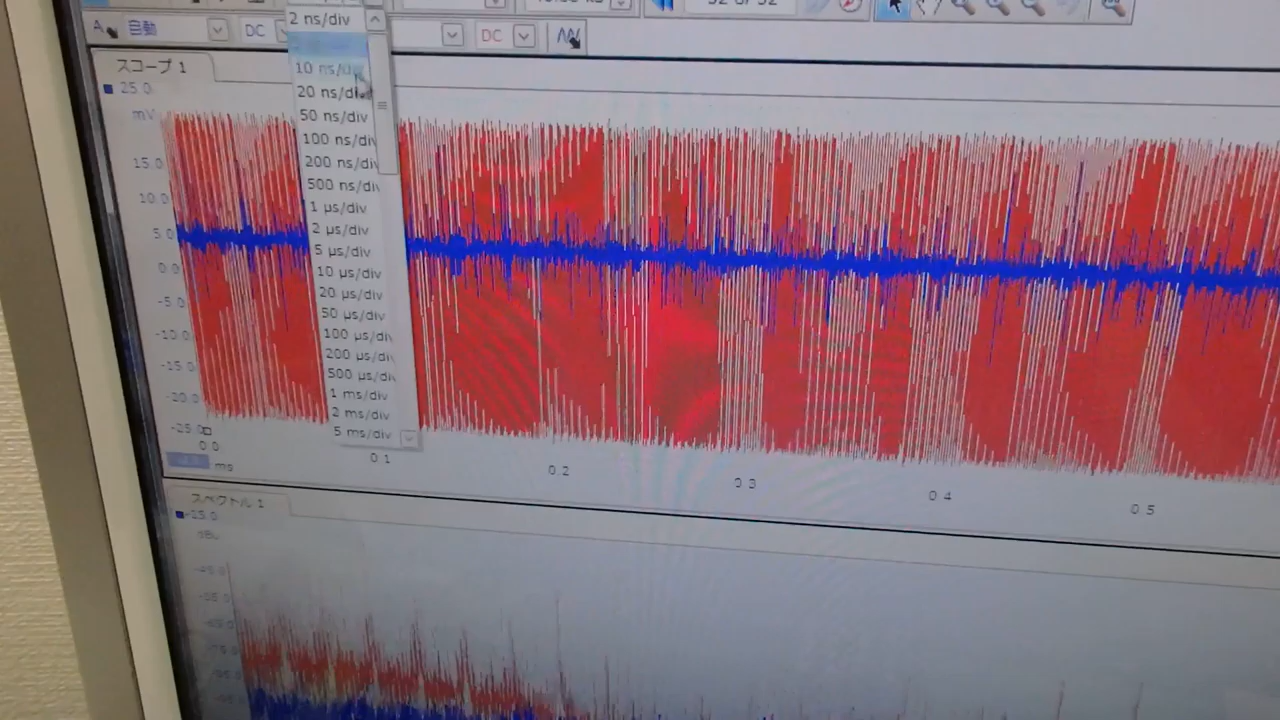 2 ns/div
A 自動 DC DC
10 ns/div
スコープ 1
25.0
20 ns/div
mV
50 ns/div
100 ns/div
15.0
200 ns/div
500 ns/div
10.0
1 µs/div
5.0
2 µs/div
5 µs/div
0.0
10 µs/div
20 µs/div
-5.0
50 µs/div
-10.0
100 µs/div
200 µs/div
-15.0
500 µs/div
1 ms/div
-20.0
2 ms/div
-25.0
5 ms/div
0.0 0.1 0.2 0.3 0.4 0.5
ms
スペクトル 1